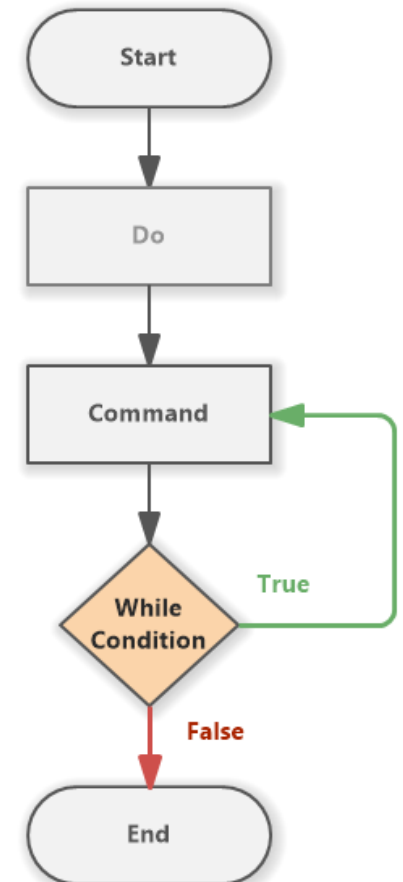 Start
Do
Command
While
Condition
True
False
End